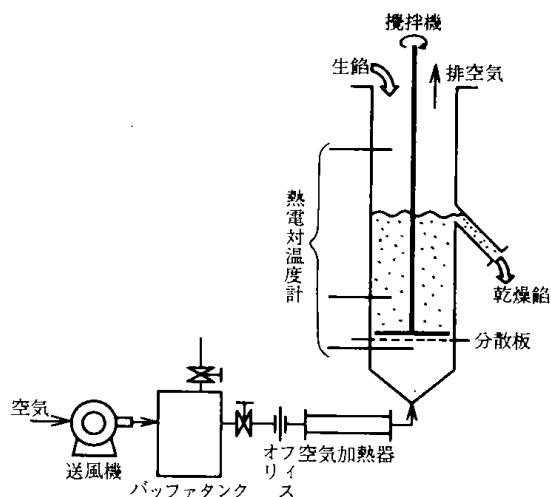 攪拌機
生餡
排空気
熱電対温度計
乾燥餡
分散板
空気
送風機
バッファタンク
オリフィス
空気加熱器